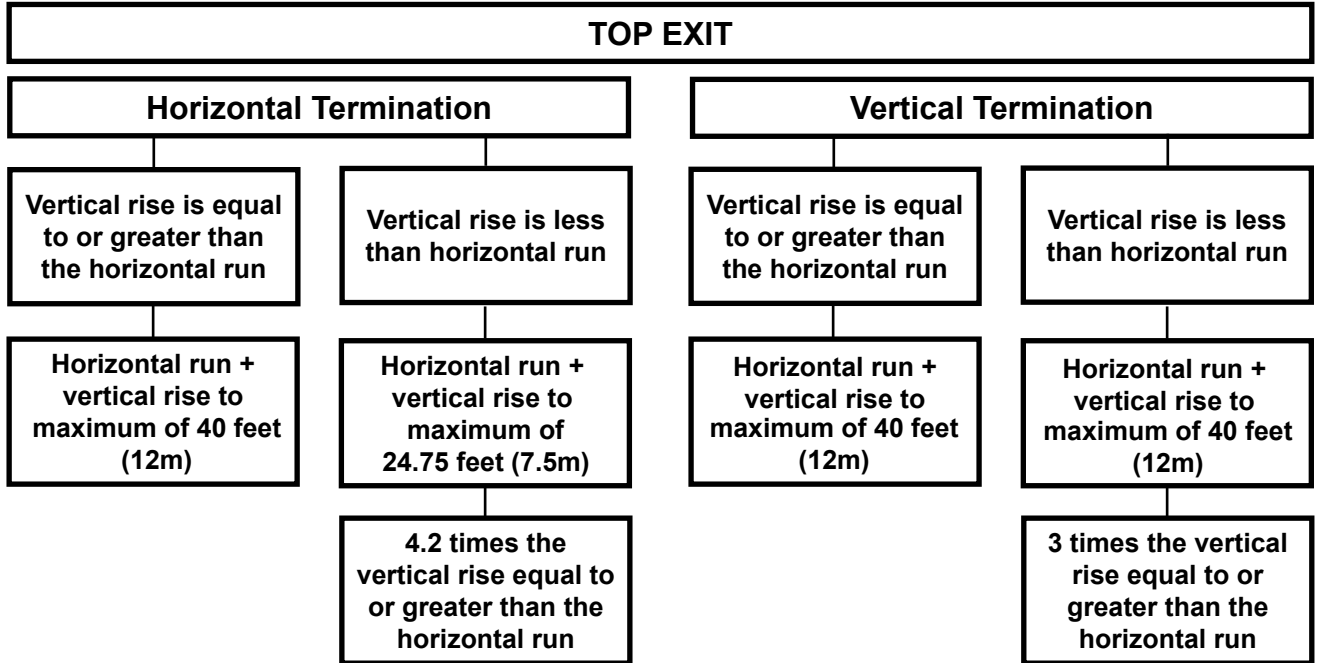 TOP EXIT
Horizontal Termination
Vertical Termination
Vertical rise is equal
to or greater than
the horizontal run
Vertical rise is less
than horizontal run
Vertical rise is equal
to or greater than
the horizontal run
Vertical rise is less
than horizontal run
Horizontal run +
vertical rise to
maximum of 40 feet
(12m)
Horizontal run +
vertical rise to
maximum of
24.75 feet (7.5m)
Horizontal run +
vertical rise to
maximum of 40 feet
(12m)
Horizontal run +
vertical rise to
maximum of 40 feet
(12m)
4.2 times the
vertical rise equal to
or greater than the
horizontal run
3 times the vertical
rise equal to or
greater than the
horizontal run